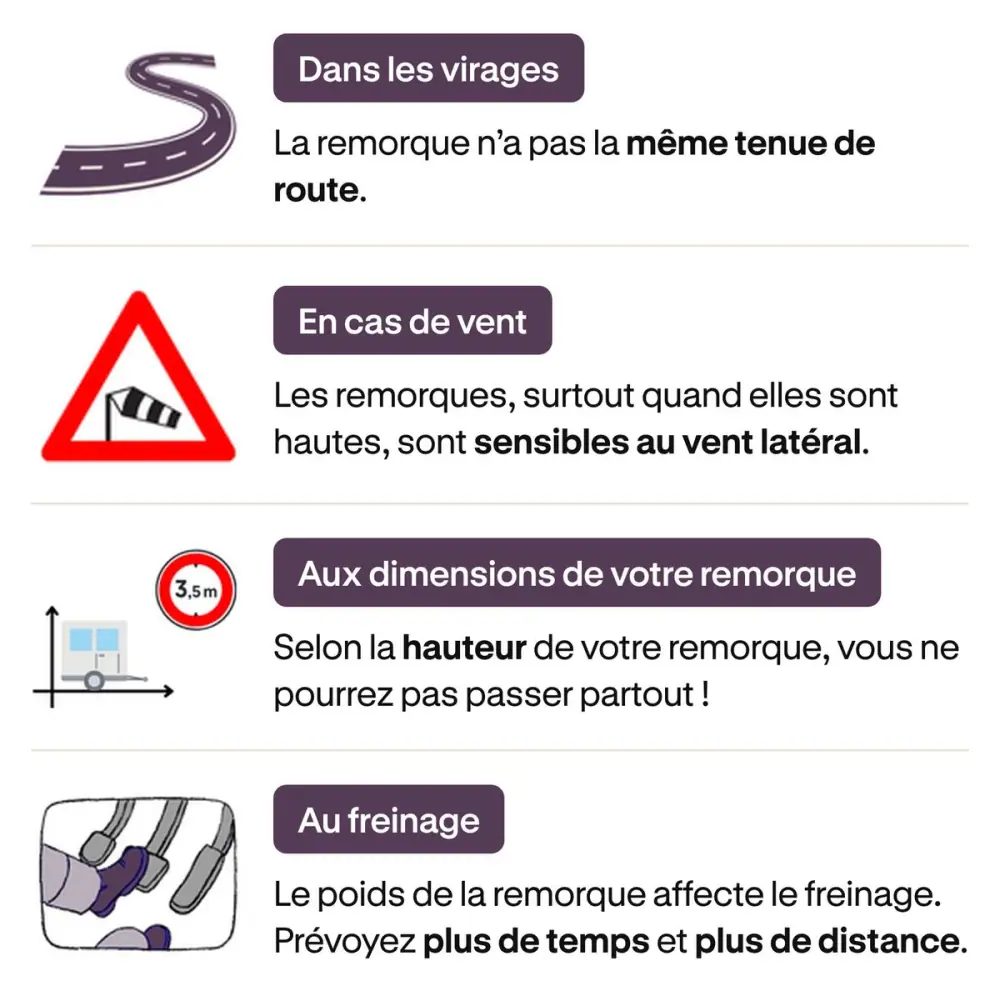 Dans les virages
La remorque n’a pas la même tenue de
route.
En cas de vent
Les remorques, surtout quand elles sont
hautes, sont sensibles au vent latéral.
3,5m
Aux dimensions de votre remorque
Selon la hauteur de votre remorque, vous ne
pourrez pas passer partout !
Au freinage
Le poids de la remorque affecte le freinage.
Prévoyez plus de temps et plus de distance.